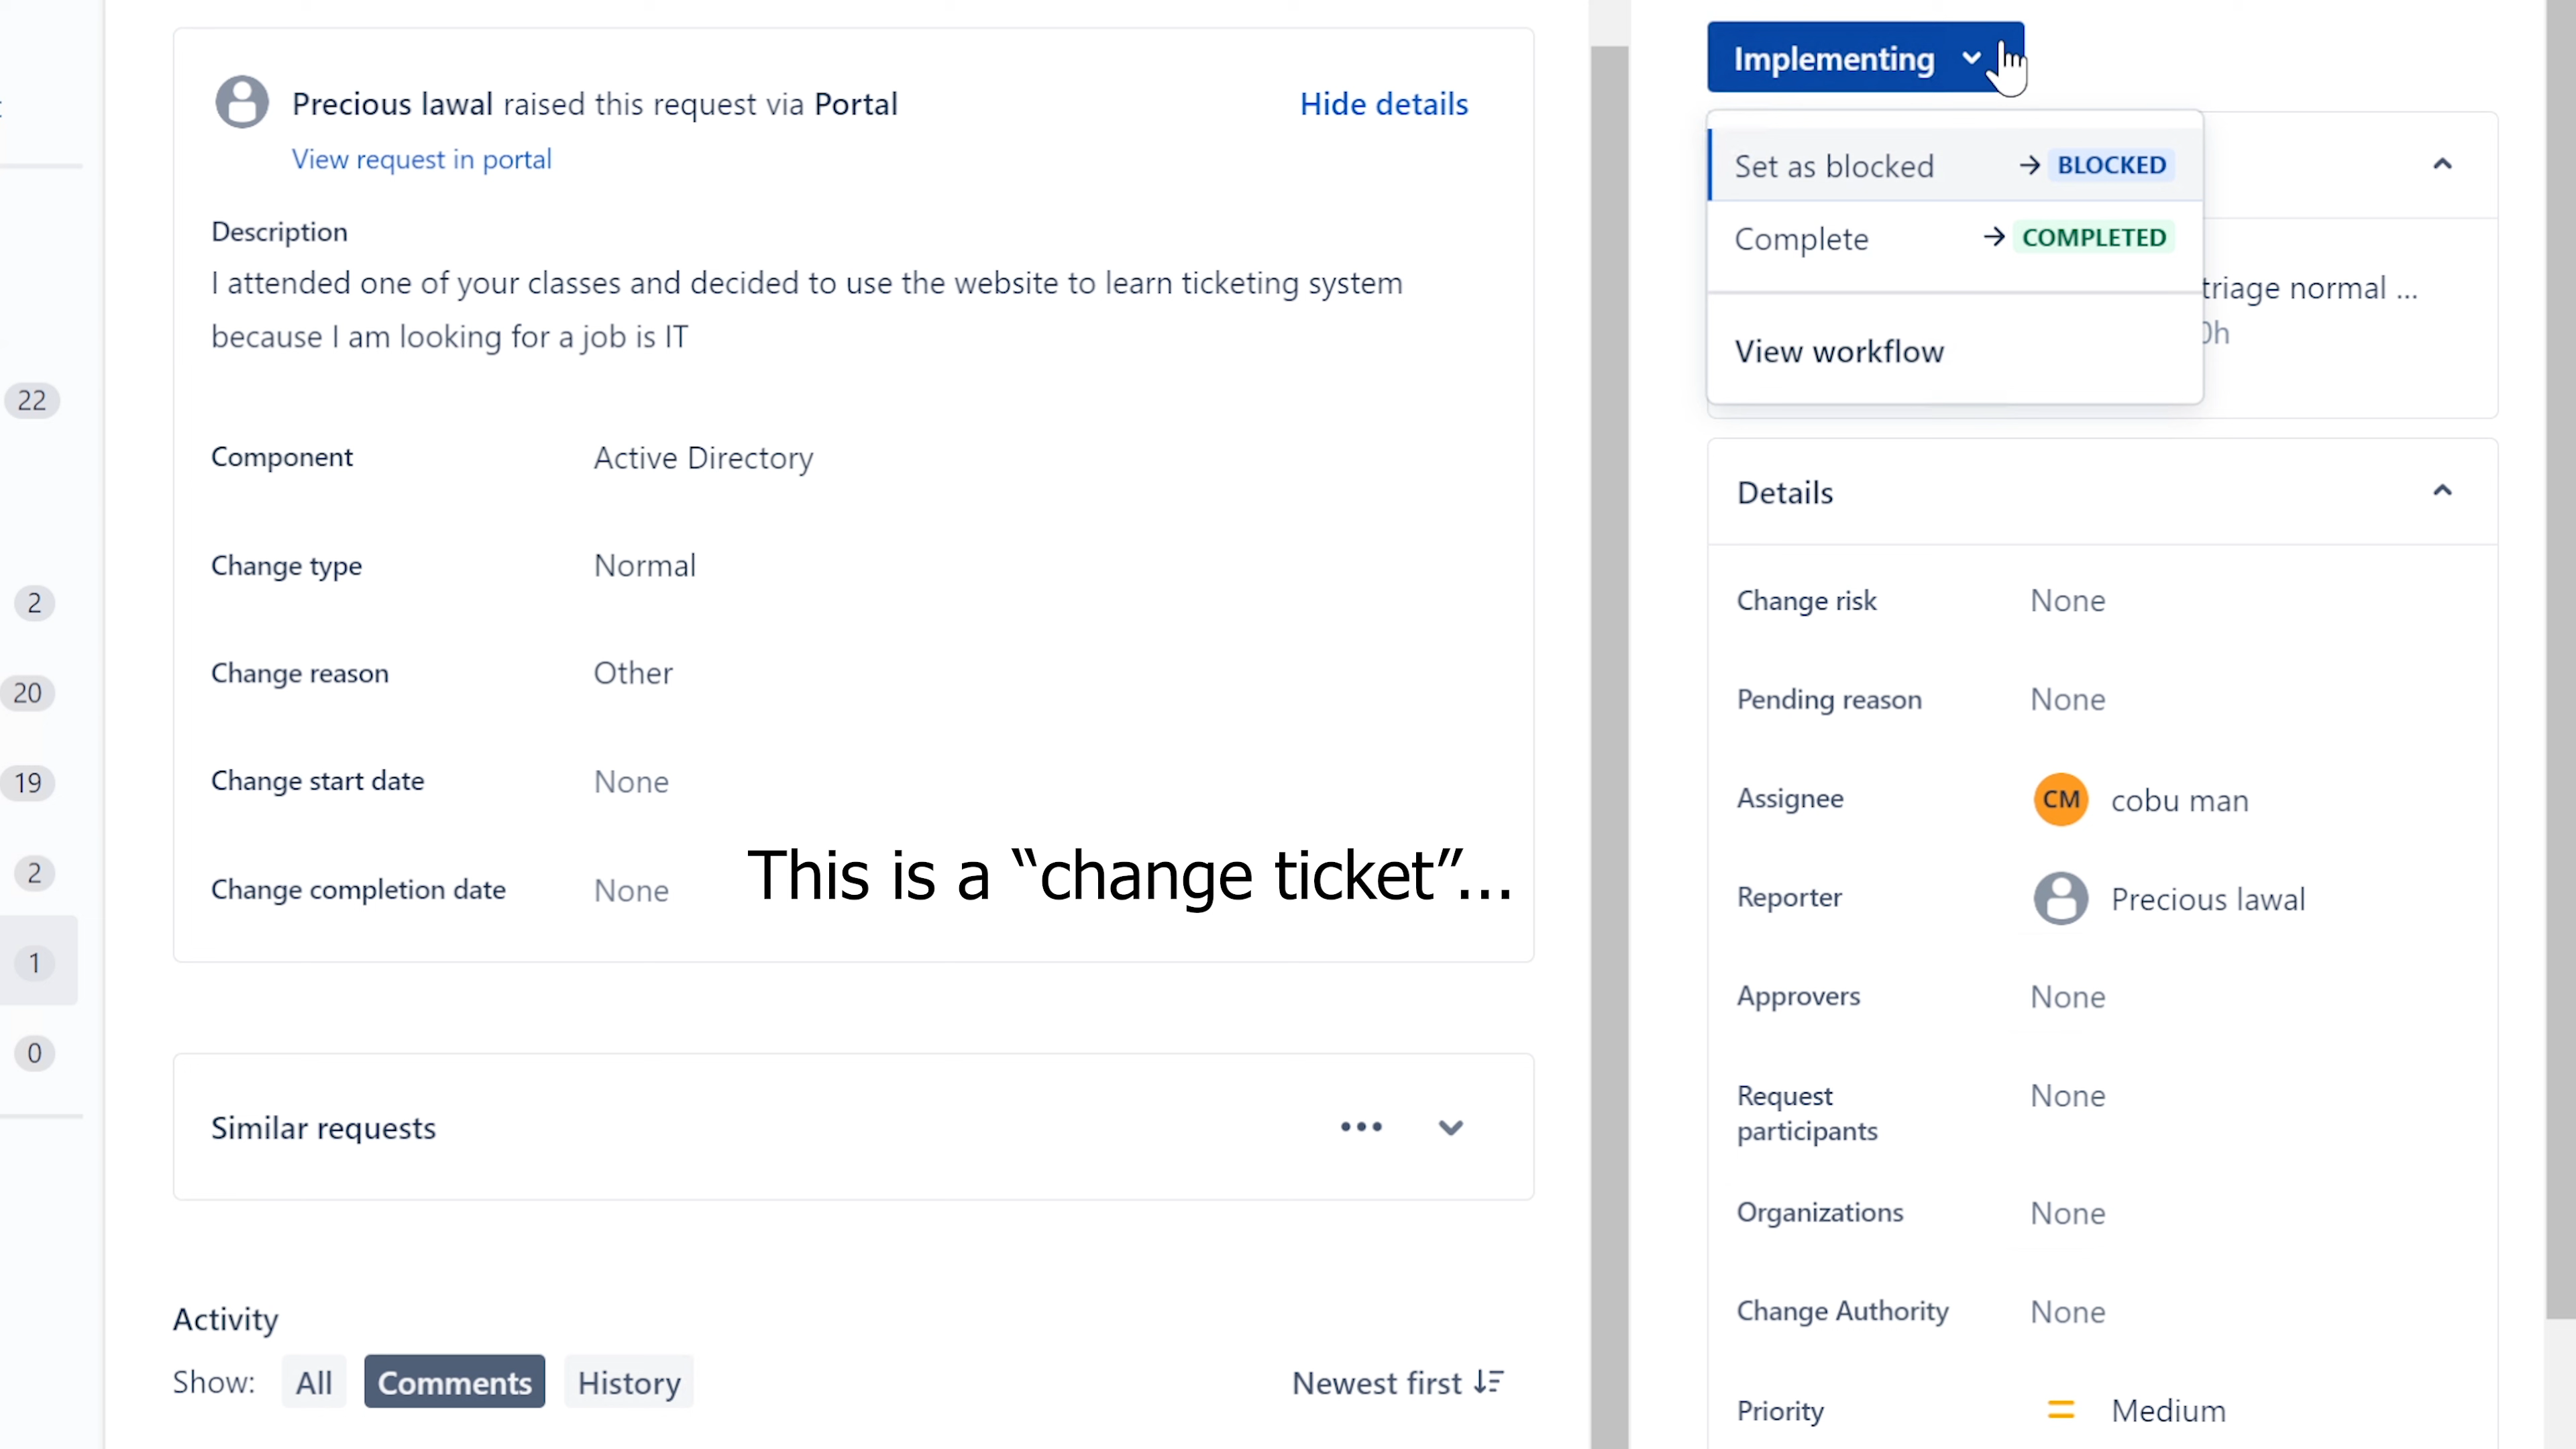 22
2
20
19
2
1
0
Precious lawal raised this request via Portal
Hide details
View request in portal
Description
I attended one of your classes and decided to use the website to learn ticketing system
because I am looking for a job is IT
Component Active Directory
Change type Normal
Change reason Other
Change start date None
Change completion date None
This is a “change ticket”...
Similar requests
Activity
Show: All Comments History
Newest first
Implementing
Set as blocked → BLOCKED
Complete → COMPLETED
View workflow
triage normal ...
0h
Details
Change risk None
Pending reason None
Assignee CM cobu man
Reporter Precious lawal
Approvers None
Request
participants
None
Organizations None
Change Authority None
Priority Medium